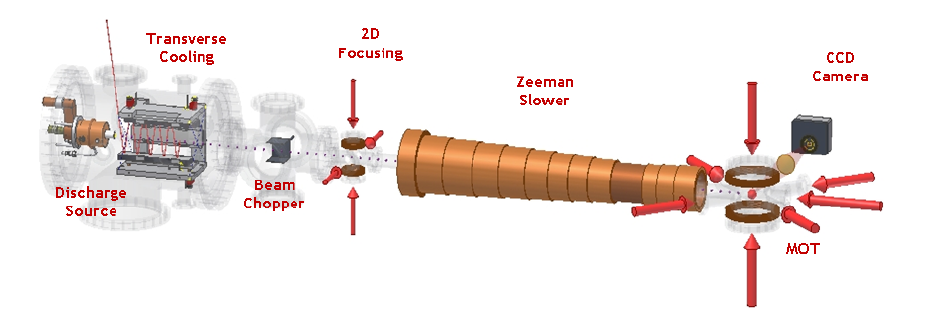 Transverse
Cooling
2D
Focusing
Zeeman
Slower
CCD
Camera
Discharge
Source
Beam
Chopper
MOT